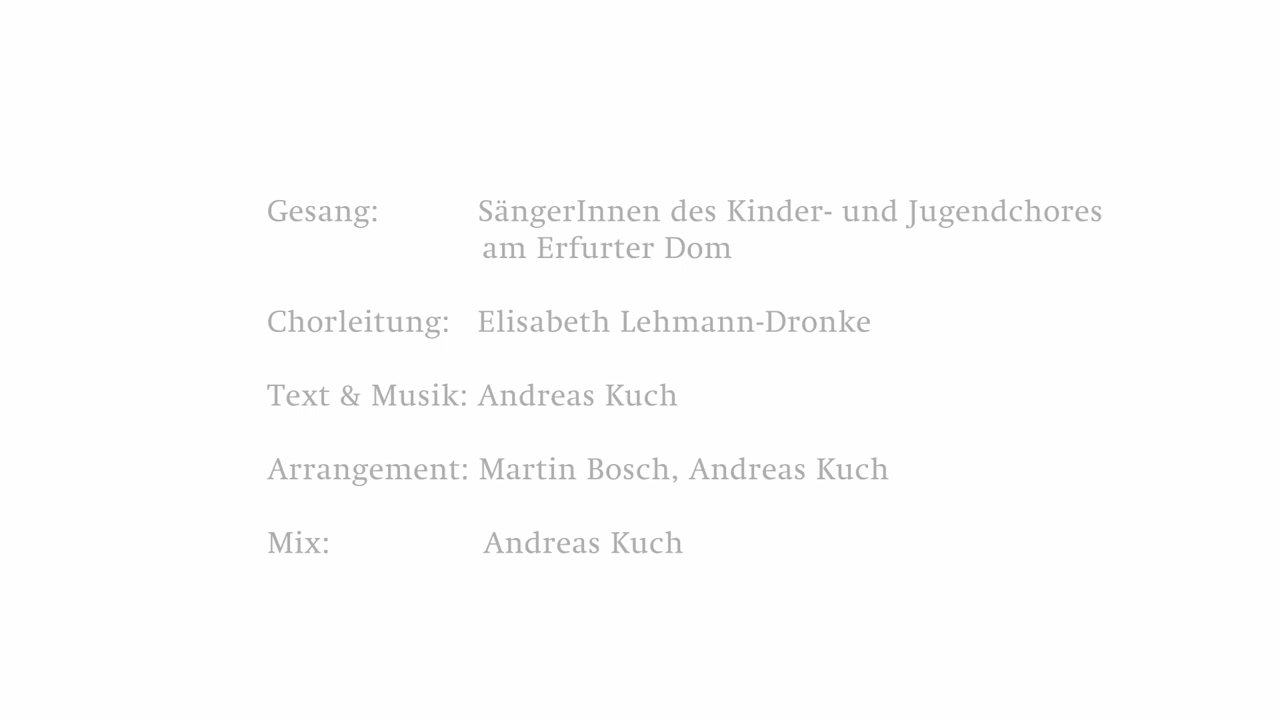 Gesang: SängerInnen des Kinder- und Jugendchores
am Erfurter Dom
Chorleitung: Elisabeth Lehmann-Dronke
Text & Musik: Andreas Kuch
Arrangement: Martin Bosch, Andreas Kuch
Mix: Andreas Kuch